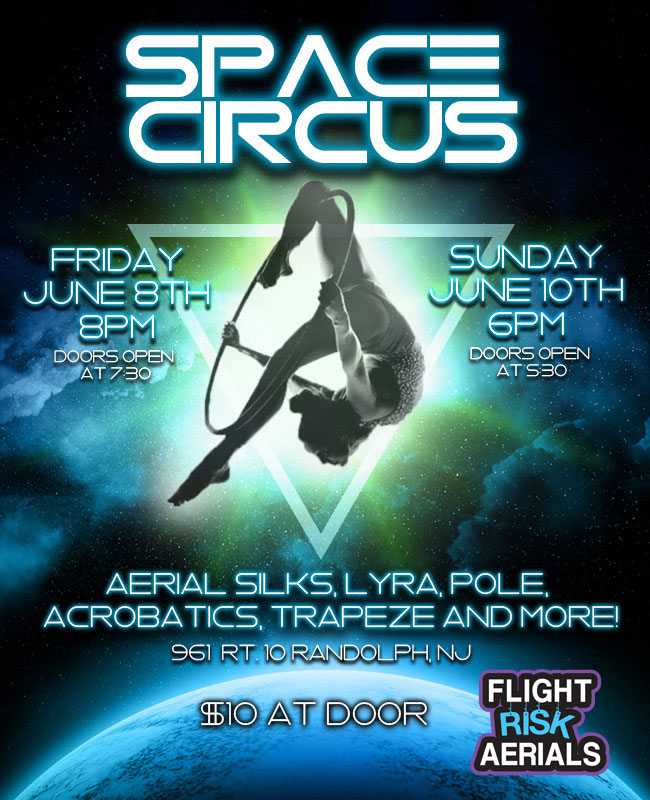 SPACE
CIRCUS
FRIDAY
JUNE 8TH
8PM
DOORS OPEN
AT 7:30
SUNDAY
JUNE 10TH
6PM
DOORS OPEN
AT 5:30
AERIAL SILKS, LYRA, POLE,
ACROBATICS, TRAPEZE AND MORE!
961 RT. 10 RANDOLPH, NJ
$10 AT DOOR
FLIGHT
RISK
AERIALS